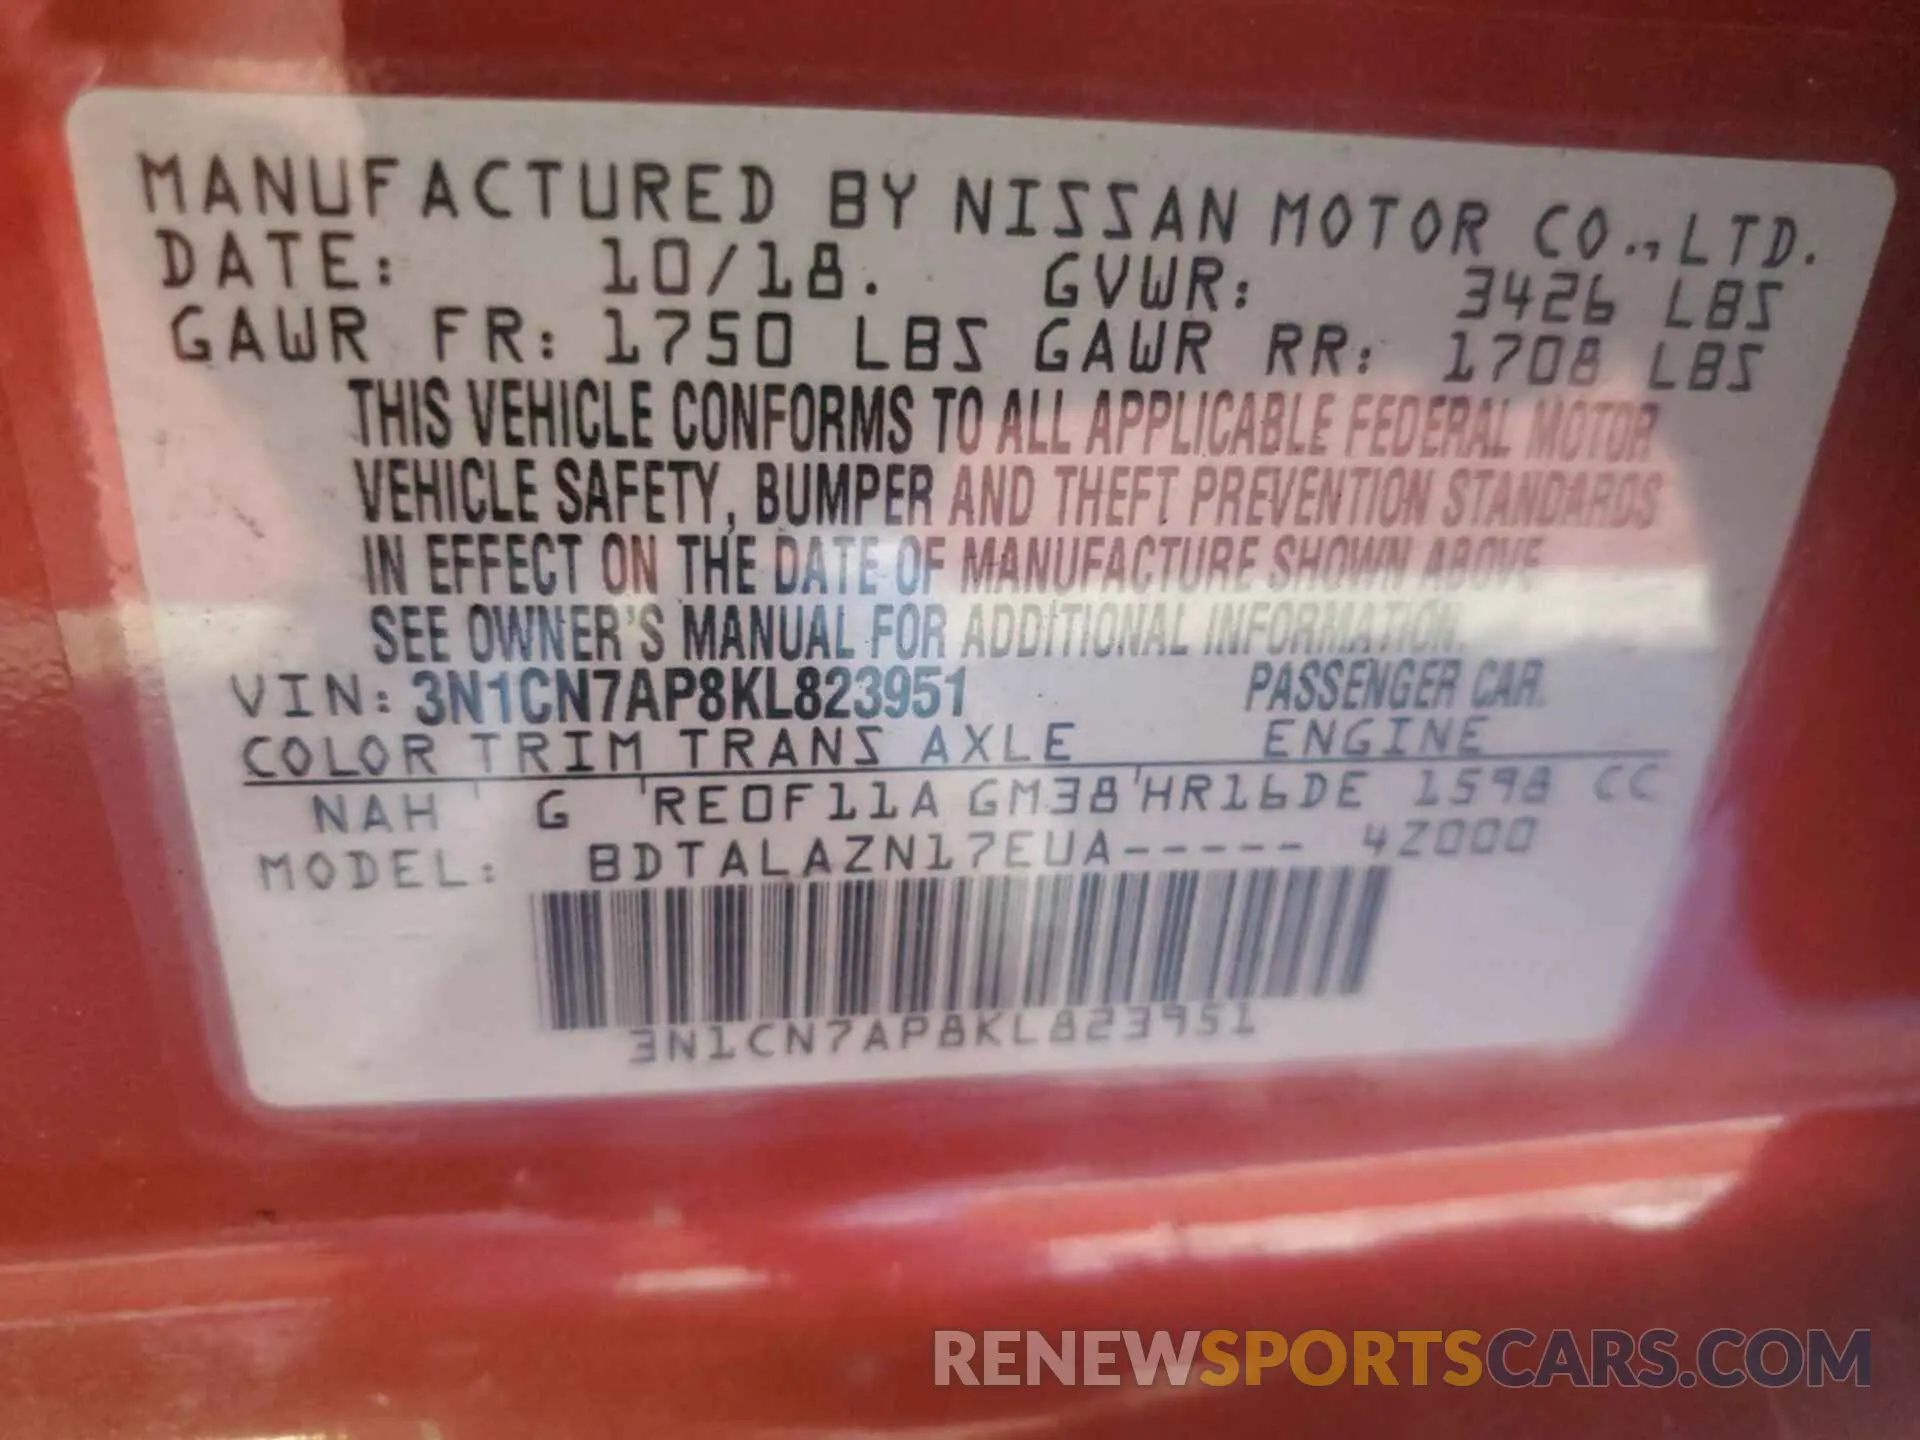 MANUFACTURED BY NISSAN MOTOR CO., LTD.
DATE: 10/18. GVWR: 3426 LBS
GAWR FR: 1750 LBS GAWR RR: 1708 LBS
THIS VEHICLE CONFORMS TO ALL APPLICABLE FEDERAL MOTOR
VEHICLE SAFETY, BUMPER AND THEFT PREVENTION STANDARDS
IN EFFECT ON THE DATE OF MANUFACTURE SHOWN ABOVE
SEE OWNER'S MANUAL FOR ADDITIONAL INFORMATION.
VIN: 3N1CN7AP8KL823951 PASSENGER CAR
COLOR TRIM TRANS AXLE ENGINE
NAH G RE0F11A GM38 HR16DE 1598 CC
MODEL: BDTALAZN17EUA----- 4Z000
3N1CN7AP8KL823951
RENEWSPORTSCARS.COM